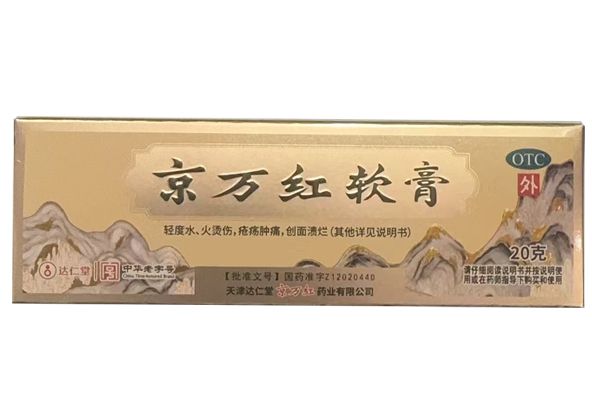 OTC
外
京万红软膏
轻度水、火烫伤,疮疡肿痛,创面溃烂(其他详见说明书)
20克
达仁堂
中华老字号
China Time-honored Brand
【批准文号】国药准字Z12020440
天津达仁堂京万红药业有限公司
请仔细阅读说明书并按说明使
用或在药师指导下购买和使用